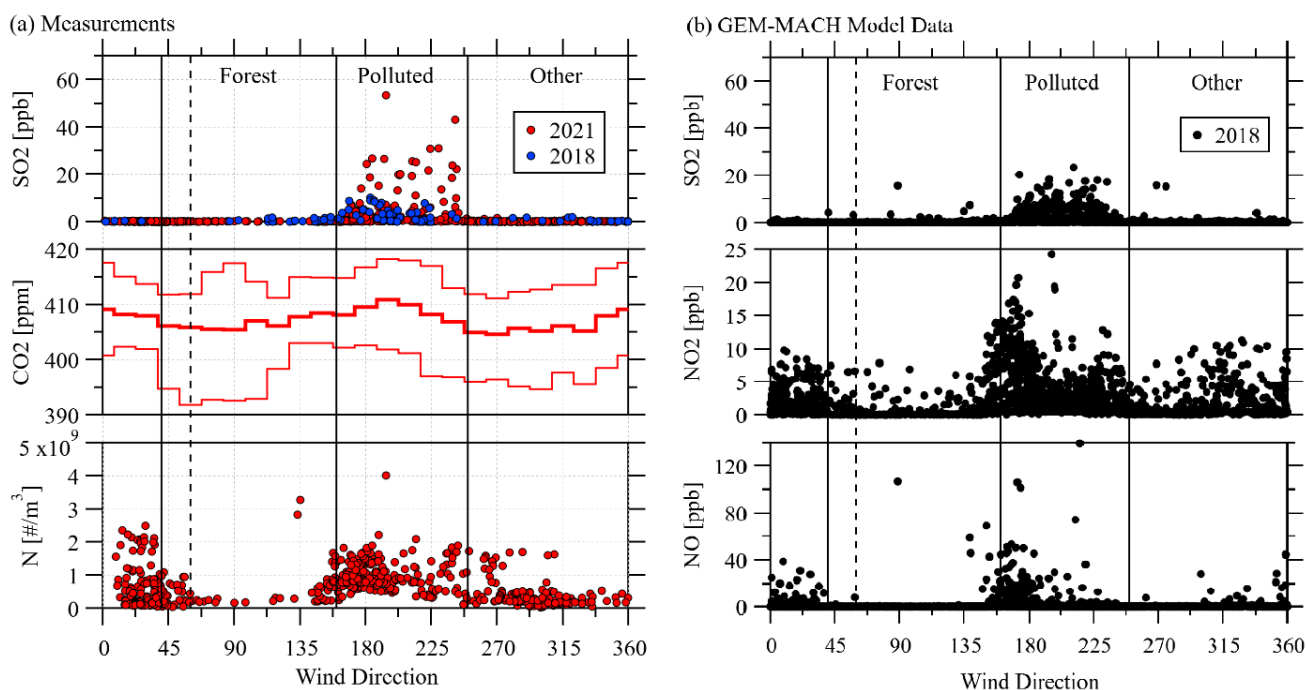 (a) Measurements
Forest Polluted Other
60
40
20
0
SO2 [ppb]
2021
2018
420
410
400
390
CO2 [ppm]
5 x10^9
4
3
2
1
0
N [#/m^3]
0 45 90 135 180 225 270 315 360
Wind Direction
(b) GEM-MACH Model Data
Forest Polluted Other
60
40
20
0
SO2 [ppb]
2018
25
20
15
10
5
0
NO2 [ppb]
120
80
40
0
NO [ppb]
0 45 90 135 180 225 270 315 360
Wind Direction